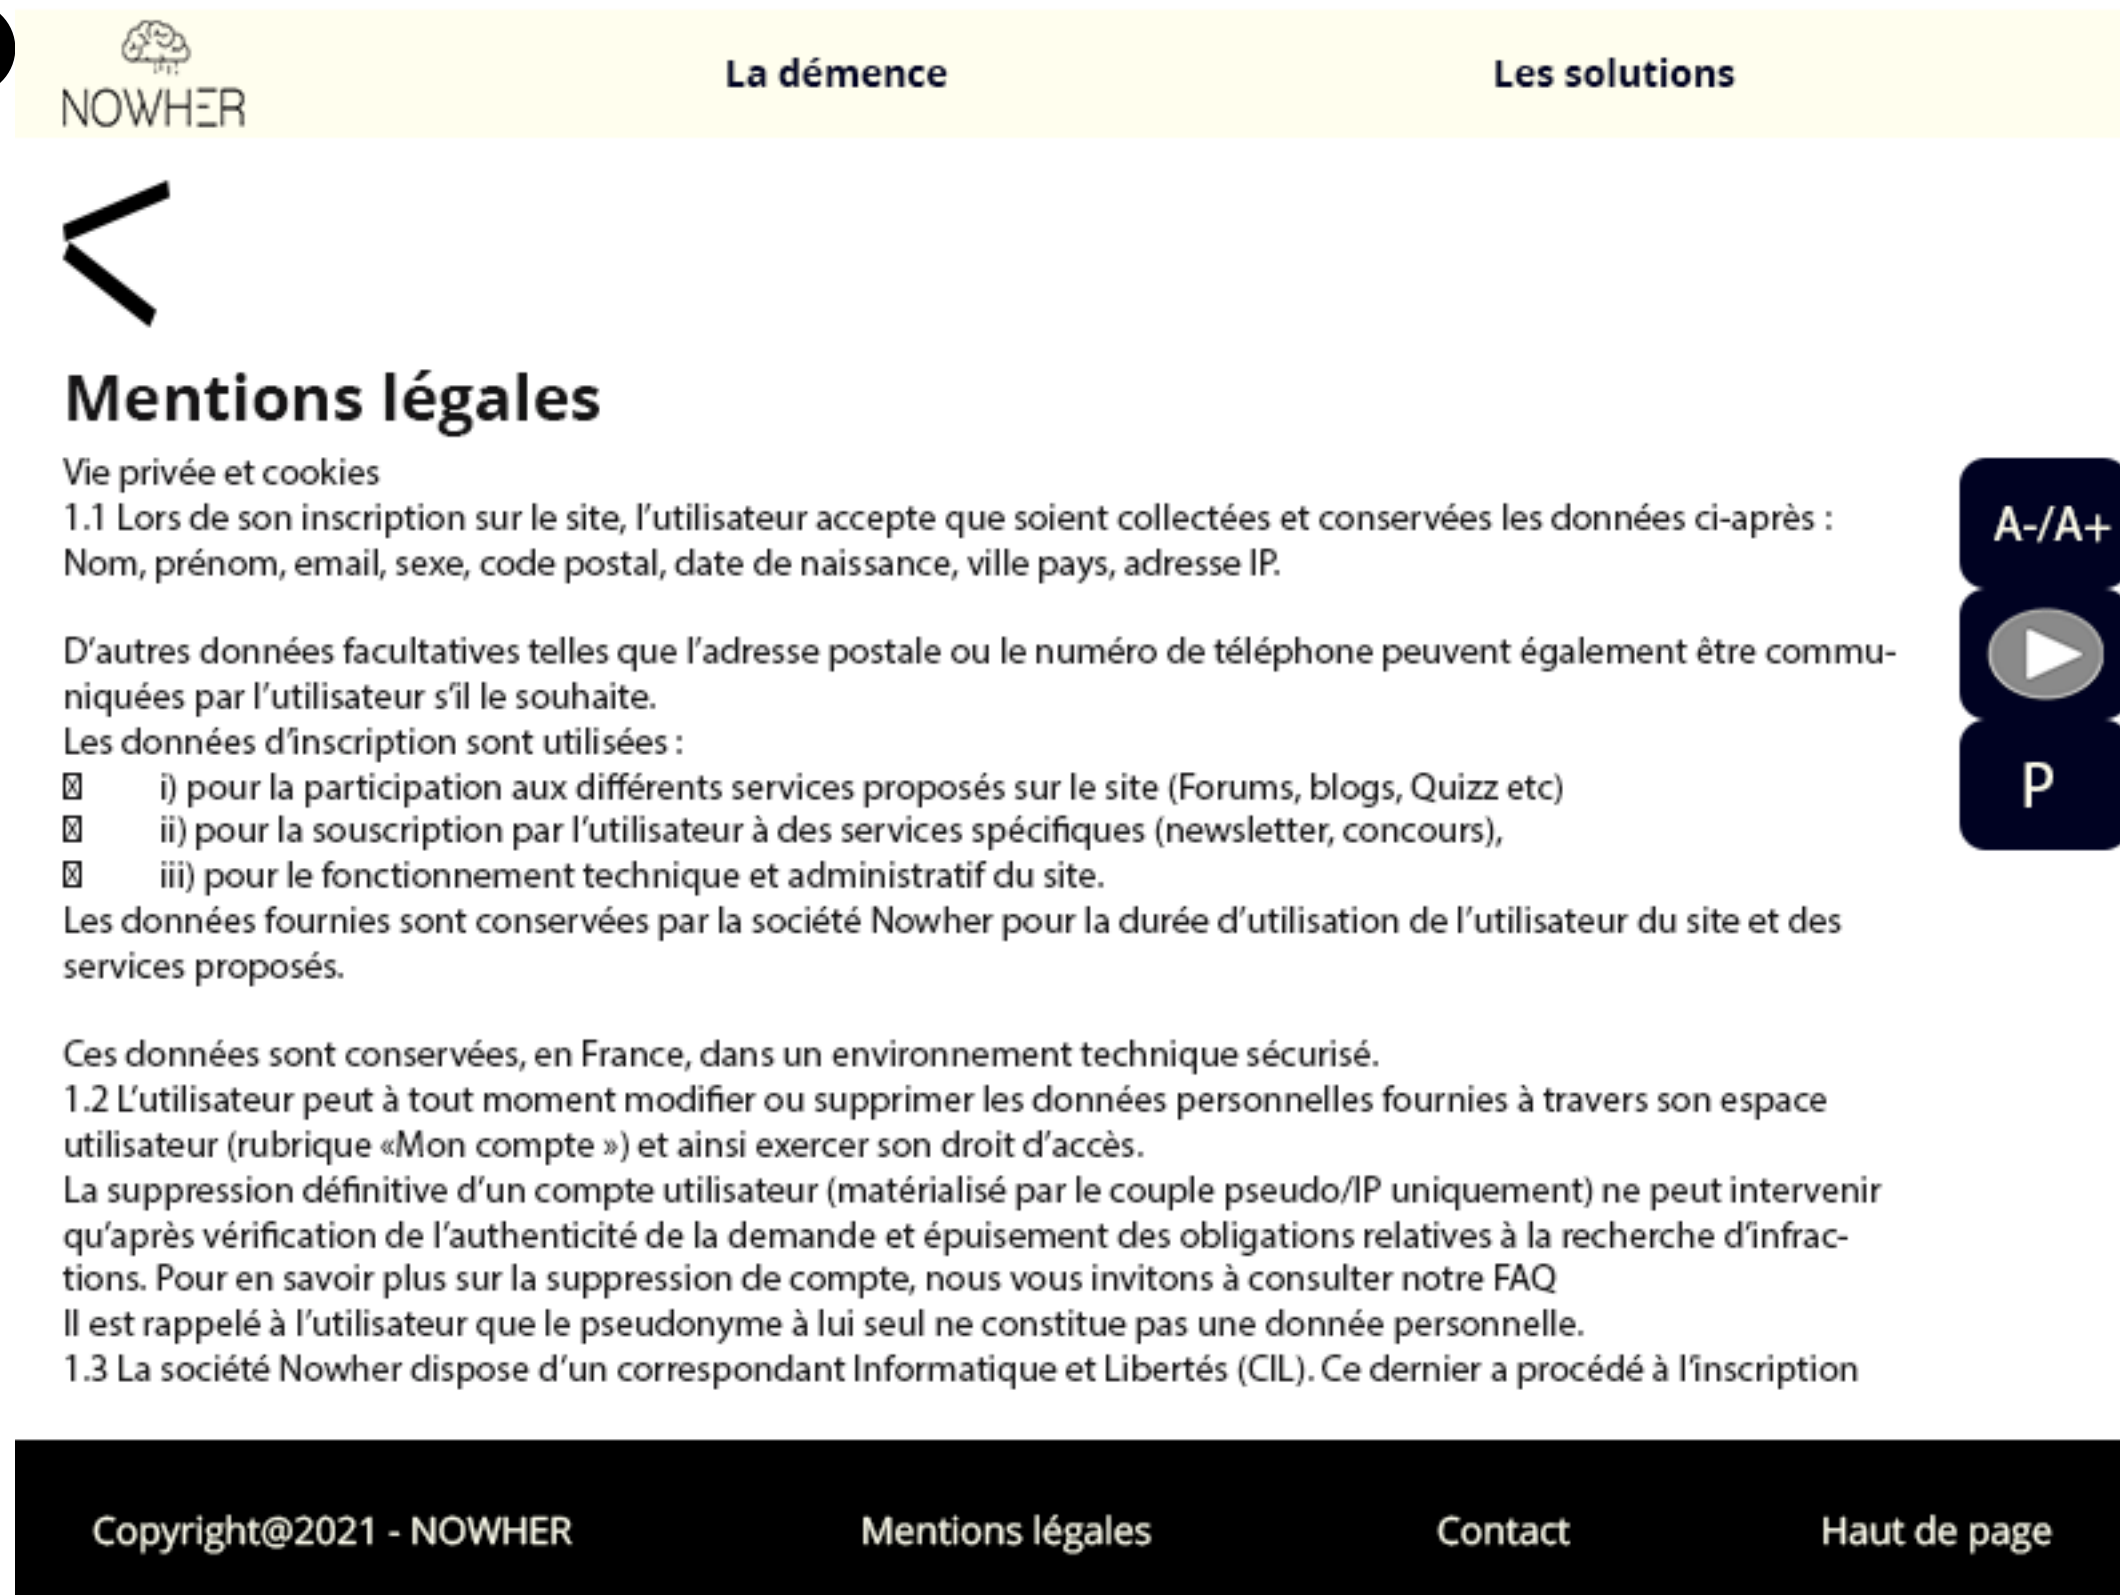 NOWHER
La démence
Les solutions
<
Mentions légales
Vie privée et cookies
1.1 Lors de son inscription sur le site, l’utilisateur accepte que soient collectées et conservées les données ci-après :
Nom, prénom, email, sexe, code postal, date de naissance, ville pays, adresse IP.
D’autres données facultatives telles que l’adresse postale ou le numéro de téléphone peuvent également être commu-
niquées par l’utilisateur s’il le souhaite.
Les données d’inscription sont utilisées :
i) pour la participation aux différents services proposés sur le site (Forums, blogs, Quizz etc)
ii) pour la souscription par l’utilisateur à des services spécifiques (newsletter, concours),
iii) pour le fonctionnement technique et administratif du site.
Les données fournies sont conservées par la société Nowher pour la durée d’utilisation de l’utilisateur du site et des
services proposés.
Ces données sont conservées, en France, dans un environnement technique sécurisé.
1.2 L’utilisateur peut à tout moment modifier ou supprimer les données personnelles fournies à travers son espace
utilisateur (rubrique «Mon compte ») et ainsi exercer son droit d’accès.
La suppression définitive d’un compte utilisateur (matérialisé par le couple pseudo/IP uniquement) ne peut intervenir
qu’après vérification de l’authenticité de la demande et épuisement des obligations relatives à la recherche d’infrac-
tions. Pour en savoir plus sur la suppression de compte, nous vous invitons à consulter notre FAQ
Il est rappelé à l’utilisateur que le pseudonyme à lui seul ne constitue pas une donnée personnelle.
1.3 La société Nowher dispose d’un correspondant Informatique et Libertés (CIL). Ce dernier a procédé à l’inscription
A-/A+
P
Copyright@2021 - NOWHER
Mentions légales
Contact
Haut de page